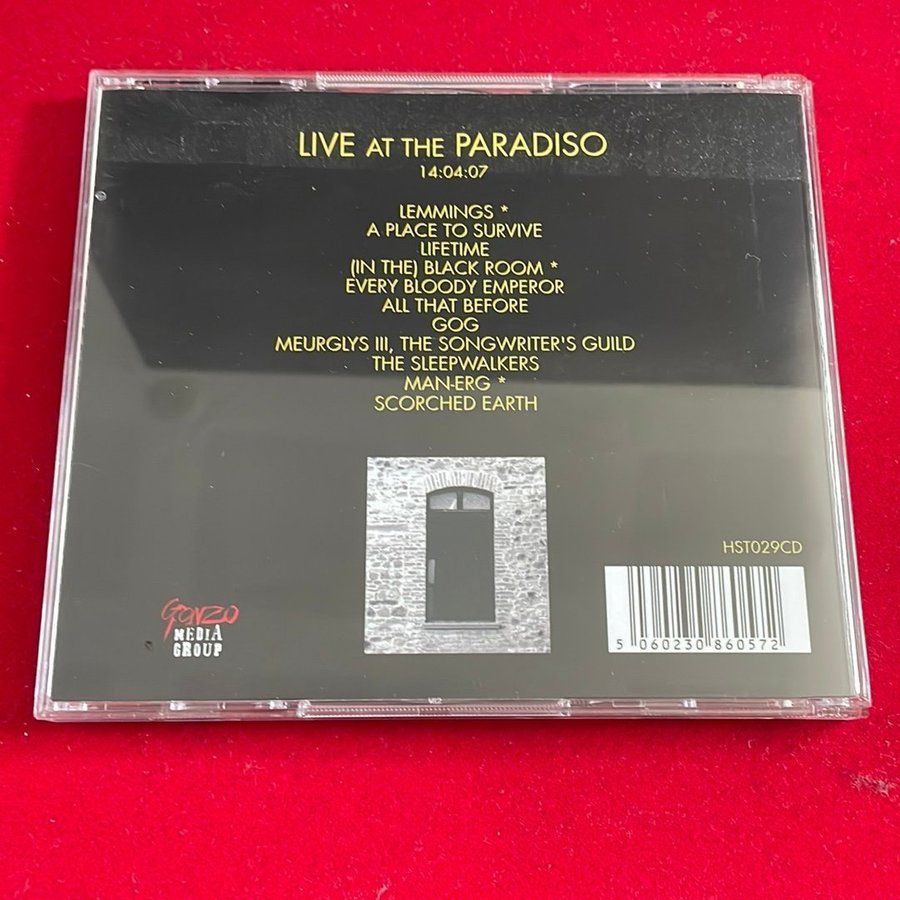 LIVE AT THE PARADISO
14:04:07
LEMMINGS *
A PLACE TO SURVIVE
LIFETIME
(IN THE) BLACK ROOM *
EVERY BLOODY EMPEROR
ALL THAT BEFORE
GOG
MEURGLYS III, THE SONGWRITER'S GUILD
THE SLEEPWALKERS
MAN-ERG *
SCORCHED EARTH
HST029CD
GONZO
MEDIA
GROUP
5 060230 860572